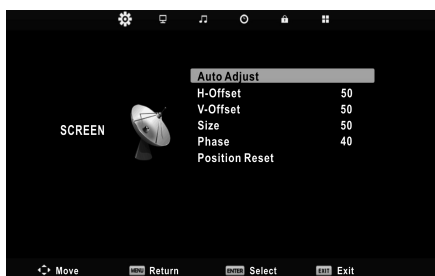 Auto Adjust
H-Offset 50
V-Offset 50
SCREEN
Size 50
Phase 40
Position Reset
Move MENU Return ENTER Select EXIT Exit